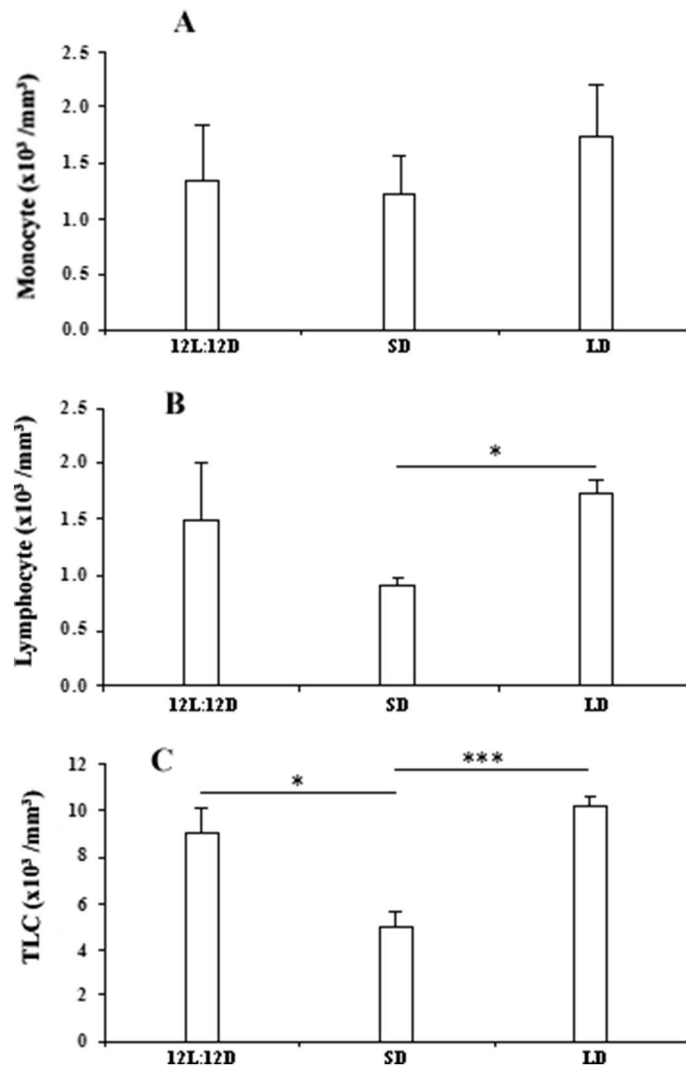 A
Monocyte (x10³ /mm³)
2.5
2.0
1.5
1.0
0.5
0.0
12L:12D SD LD
B
Lymphocyte (x10³ /mm³)
2.5
2.0
1.5
1.0
0.5
0.0
*
12L:12D SD LD
C
TLC (x10³ /mm³)
12
10
8
6
4
2
0
* ***
12L:12D SD LD